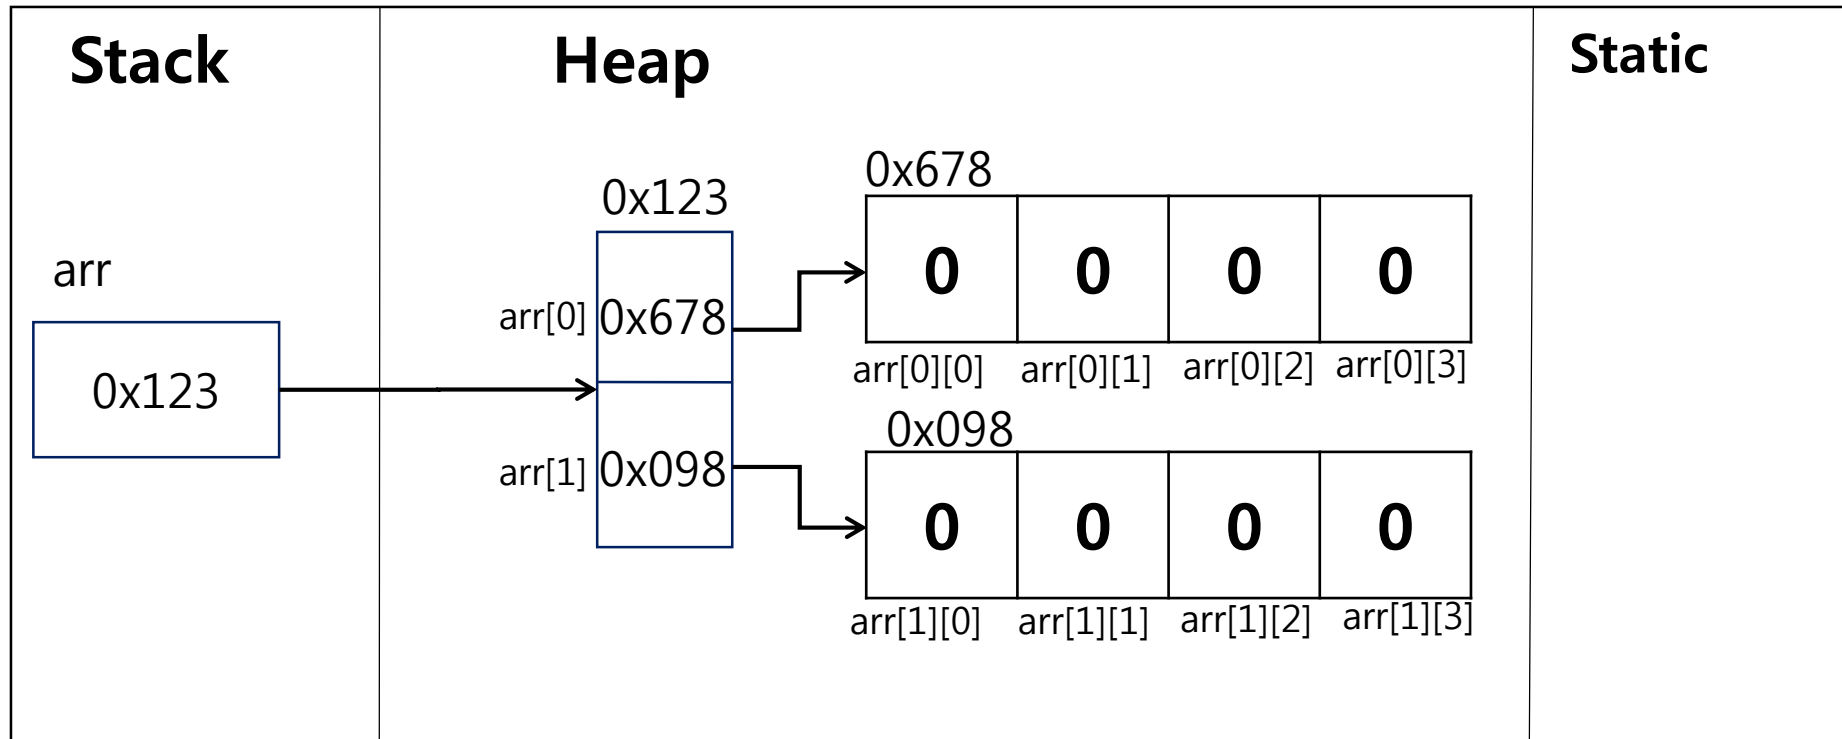 Stack
Heap
Static
arr
0x123
0x123
arr[0]
0x678
arr[1]
0x098
0x678
0 0 0 0
arr[0][0] arr[0][1] arr[0][2] arr[0][3]
0x098
0 0 0 0
arr[1][0] arr[1][1] arr[1][2] arr[1][3]